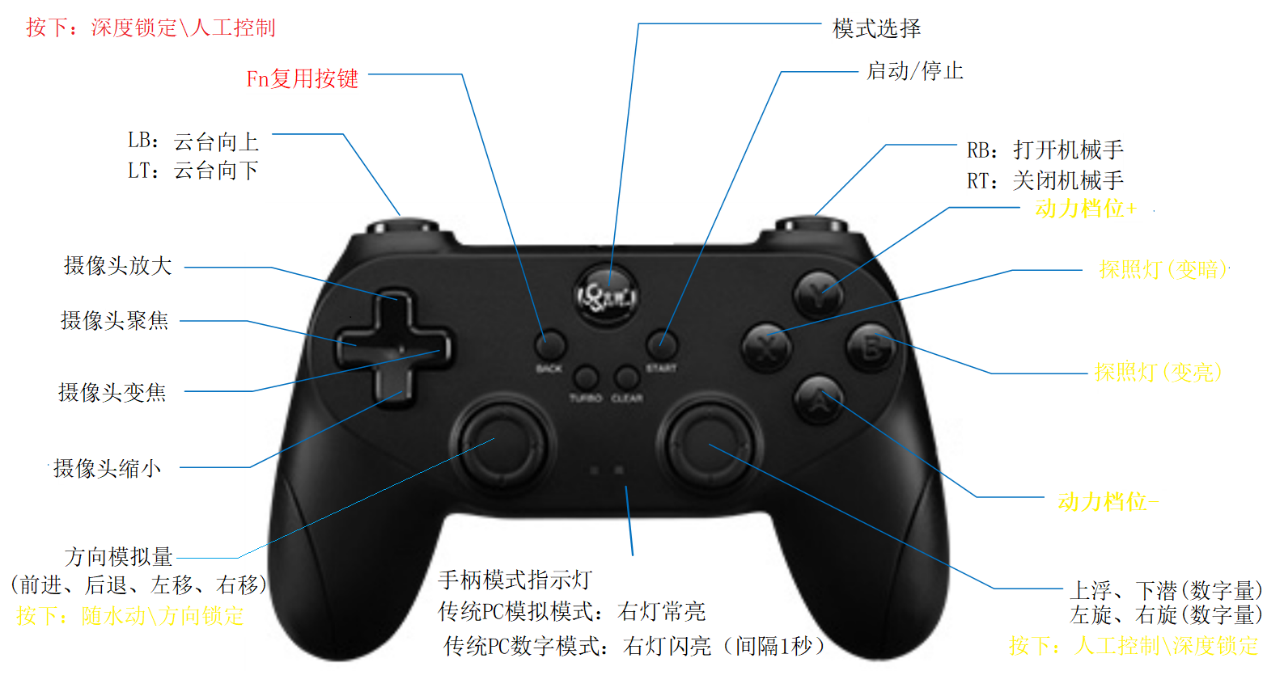 按下：深度锁定\人工控制
模式选择
Fn复用按键
启动/停止
LB：云台向上
LT：云台向下
RB：打开机械手
RT：关闭机械手
动力档位+
摄像头放大
探照灯(变暗)
摄像头聚焦
Y
X
B
A
BACK
START
TURBO
CLEAR
探照灯(变亮)
摄像头变焦
摄像头缩小
动力档位-
方向模拟量
(前进、后退、左移、右移)
按下：随水动\方向锁定
手柄模式指示灯
传统PC模拟模式：右灯常亮
传统PC数字模式：右灯闪亮（间隔1秒）
上浮、下潜(数字量)
左旋、右旋(数字量)
按下：人工控制\深度锁定